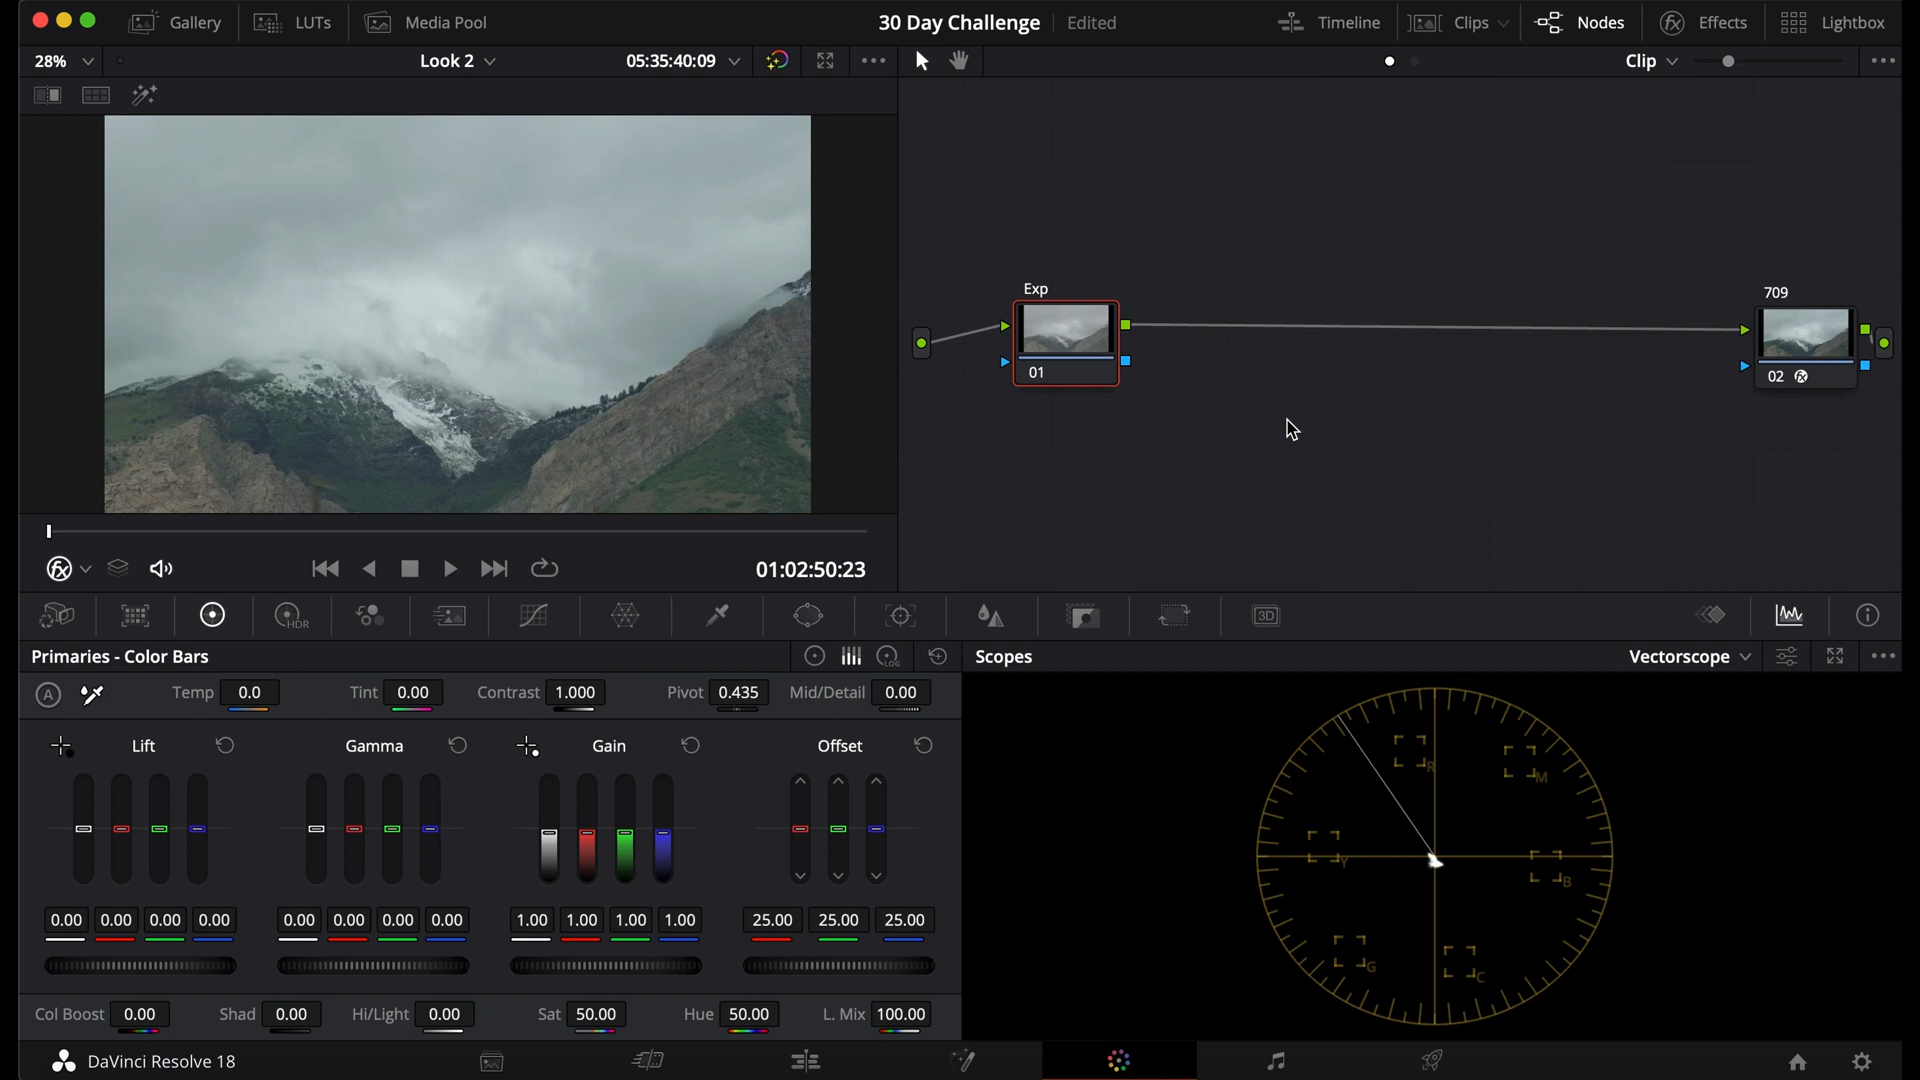 Gallery LUTs Media Pool 30 Day Challenge Edited Timeline Clips Nodes Effects Lightbox
28% Look 2 05:35:40:09 Clip
Exp
01
709
02
01:02:50:23
HDR
3D
Primaries - Color Bars
LOG
Scopes
Vectorscope
A Temp 0.0 Tint 0.00 Contrast 1.000 Pivot 0.435 Mid/Detail 0.00
Lift Gamma Gain Offset
0.00 0.00 0.00 0.00 0.00 0.00 0.00 0.00 1.00 1.00 1.00 1.00 25.00 25.00 25.00
Col Boost 0.00 Shad 0.00 Hi/Light 0.00 Sat 50.00 Hue 50.00 L. Mix 100.00
R
M
Y
B
G
C
DaVinci Resolve 18